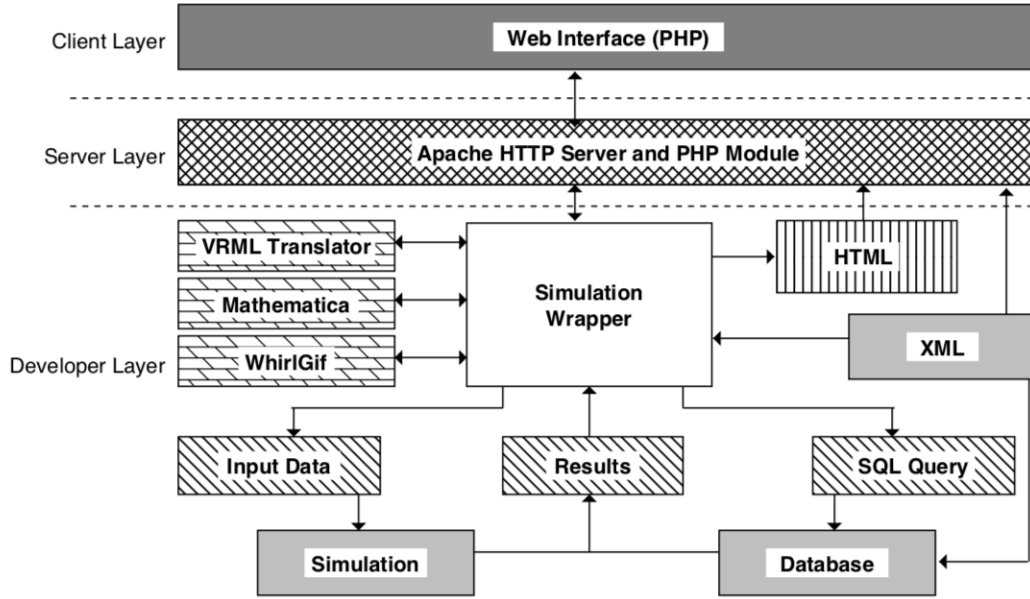 Client Layer
Web Interface (PHP)
Server Layer
Apache HTTP Server and PHP Module
VRML Translator
Mathematica
WhirlGif
Simulation
Wrapper
HTML
XML
Developer Layer
Input Data
Results
SQL Query
Simulation
Database